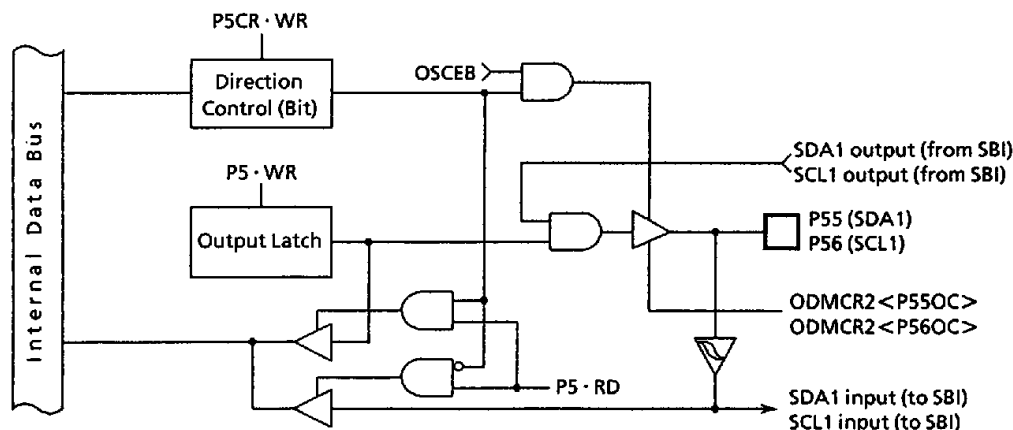 P5CR · WR
Internal Data Bus
Direction
Control (Bit)
OSCEB
SDA1 output (from SBI)
SCL1 output (from SBI)
P5 · WR
Output Latch
P55 (SDA1)
P56 (SCL1)
ODMCR2<P55OC>
ODMCR2<P56OC>
P5 · RD
SDA1 input (to SBI)
SCL1 input (to SBI)